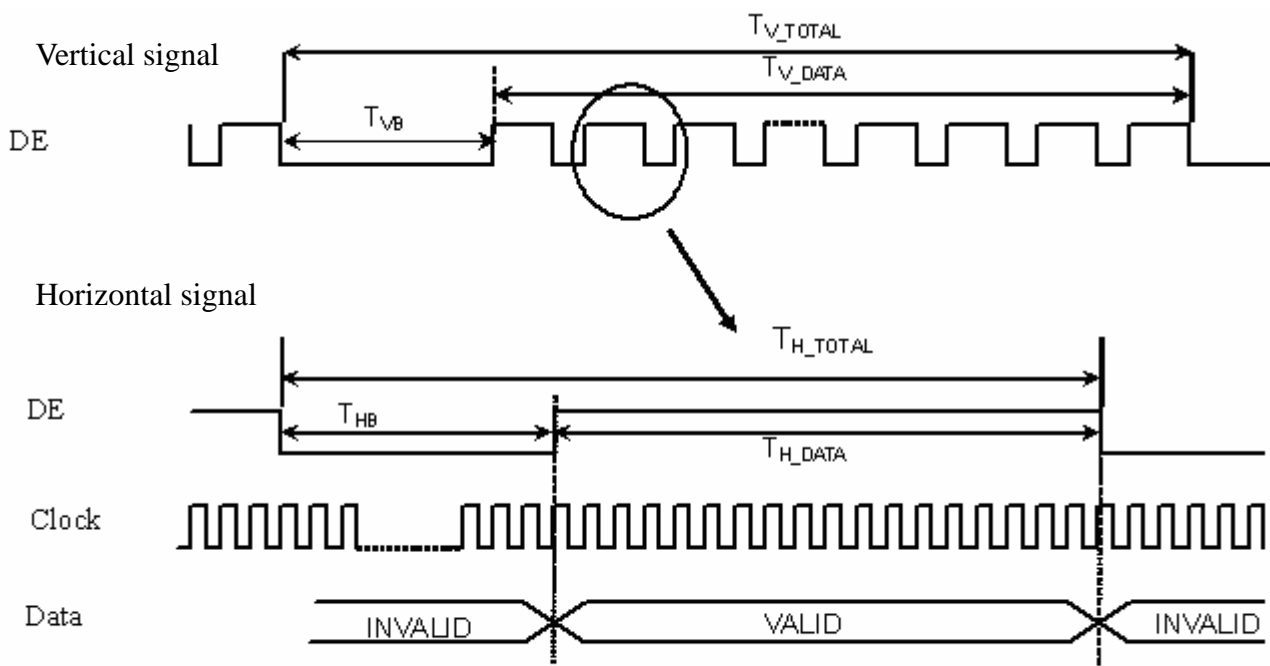 T_V_TOTAL
Vertical signal
T_V_DATA
T_VB
DE
Horizontal signal
T_H_TOTAL
DE
T_HB
T_H_DATA
Clock
Data
INVALID VALID INVALID